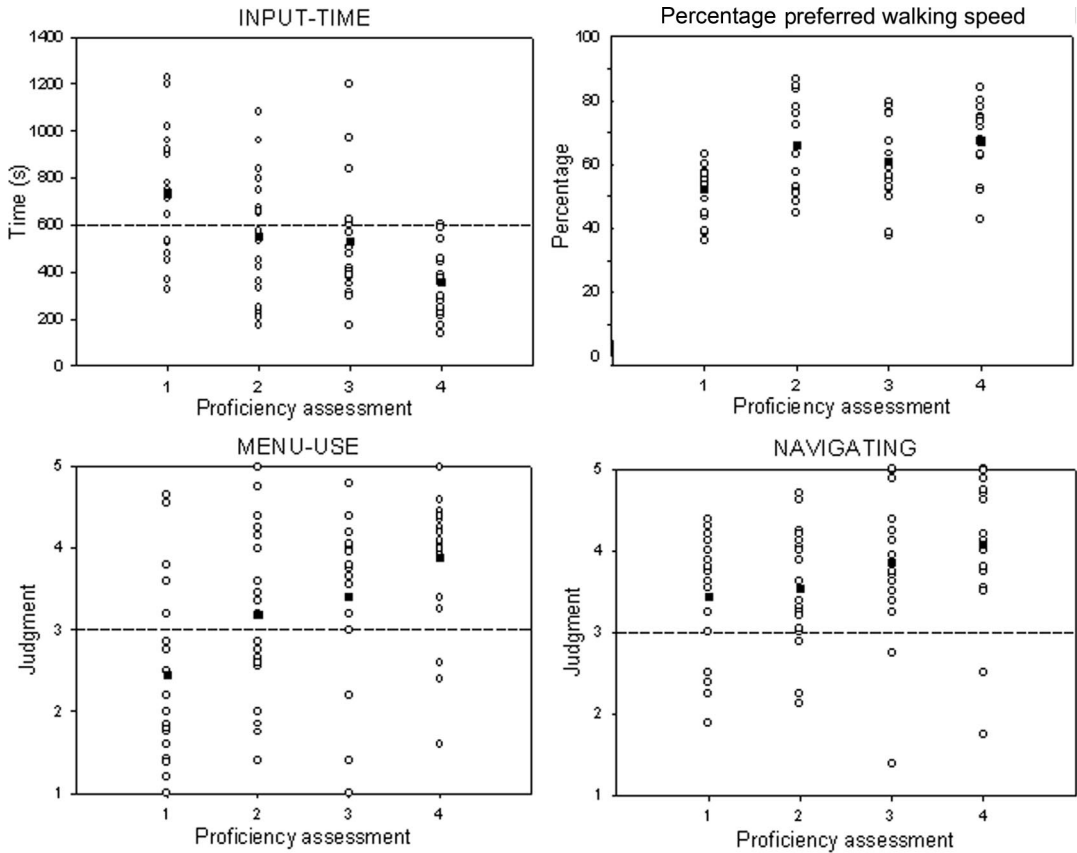 INPUT-TIME
1400
1200
1000
800
600
400
200
0
Time (s)
1 2 3 4
Proficiency assessment
Percentage preferred walking speed
100
80
60
40
20
0
Percentage
1 2 3 4
Proficiency assessment
MENU-USE
5
4
3
2
1
Judgment
1 2 3 4
Proficiency assessment
NAVIGATING
5
4
3
2
1
Judgment
1 2 3 4
Proficiency assessment